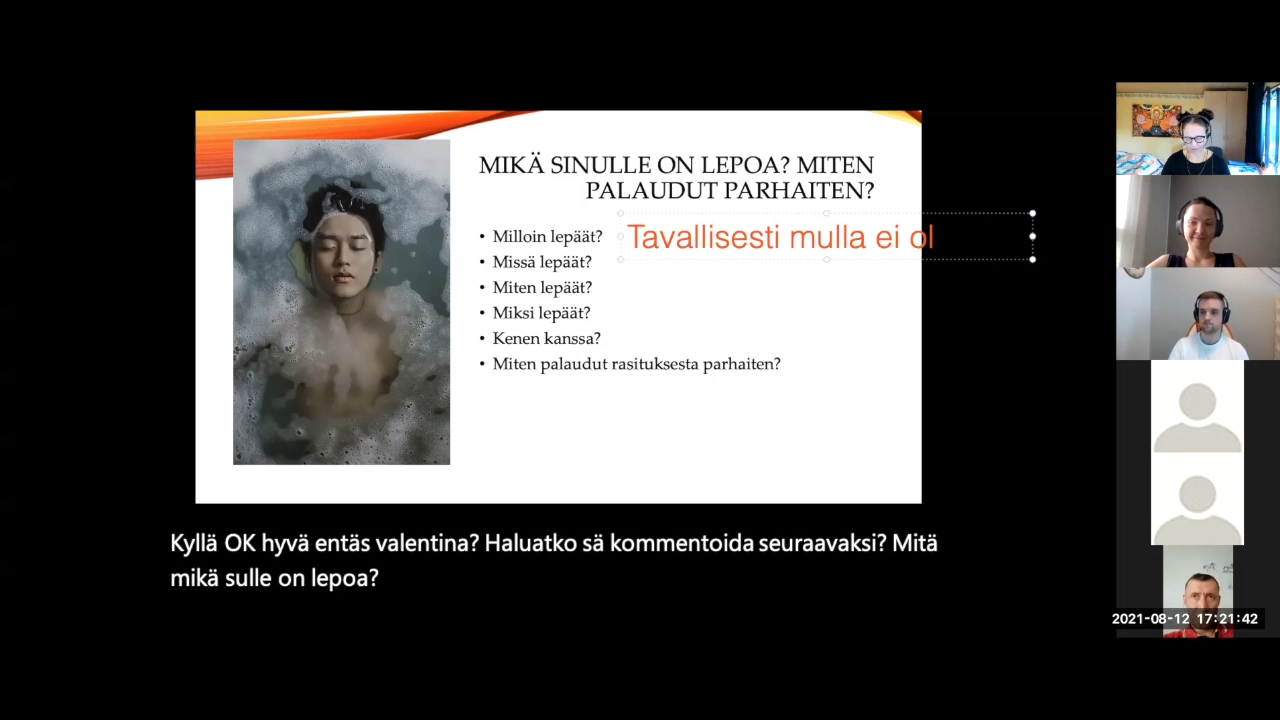 MIKÄ SINULLE ON LEPOA? MITEN
PALAUDUT PARHAITEN?
• Milloin lepäät?
Tavallisesti mulla ei ol
• Missä lepäät?
• Miten lepäät?
• Miksi lepäät?
• Kenen kanssa?
• Miten palaudut rasituksesta parhaiten?
Kyllä OK hyvä entäs valentina? Haluatko sä kommentoida seuraavaksi? Mitä
mikä sulle on lepoa?
2021-08-12 17:21:42